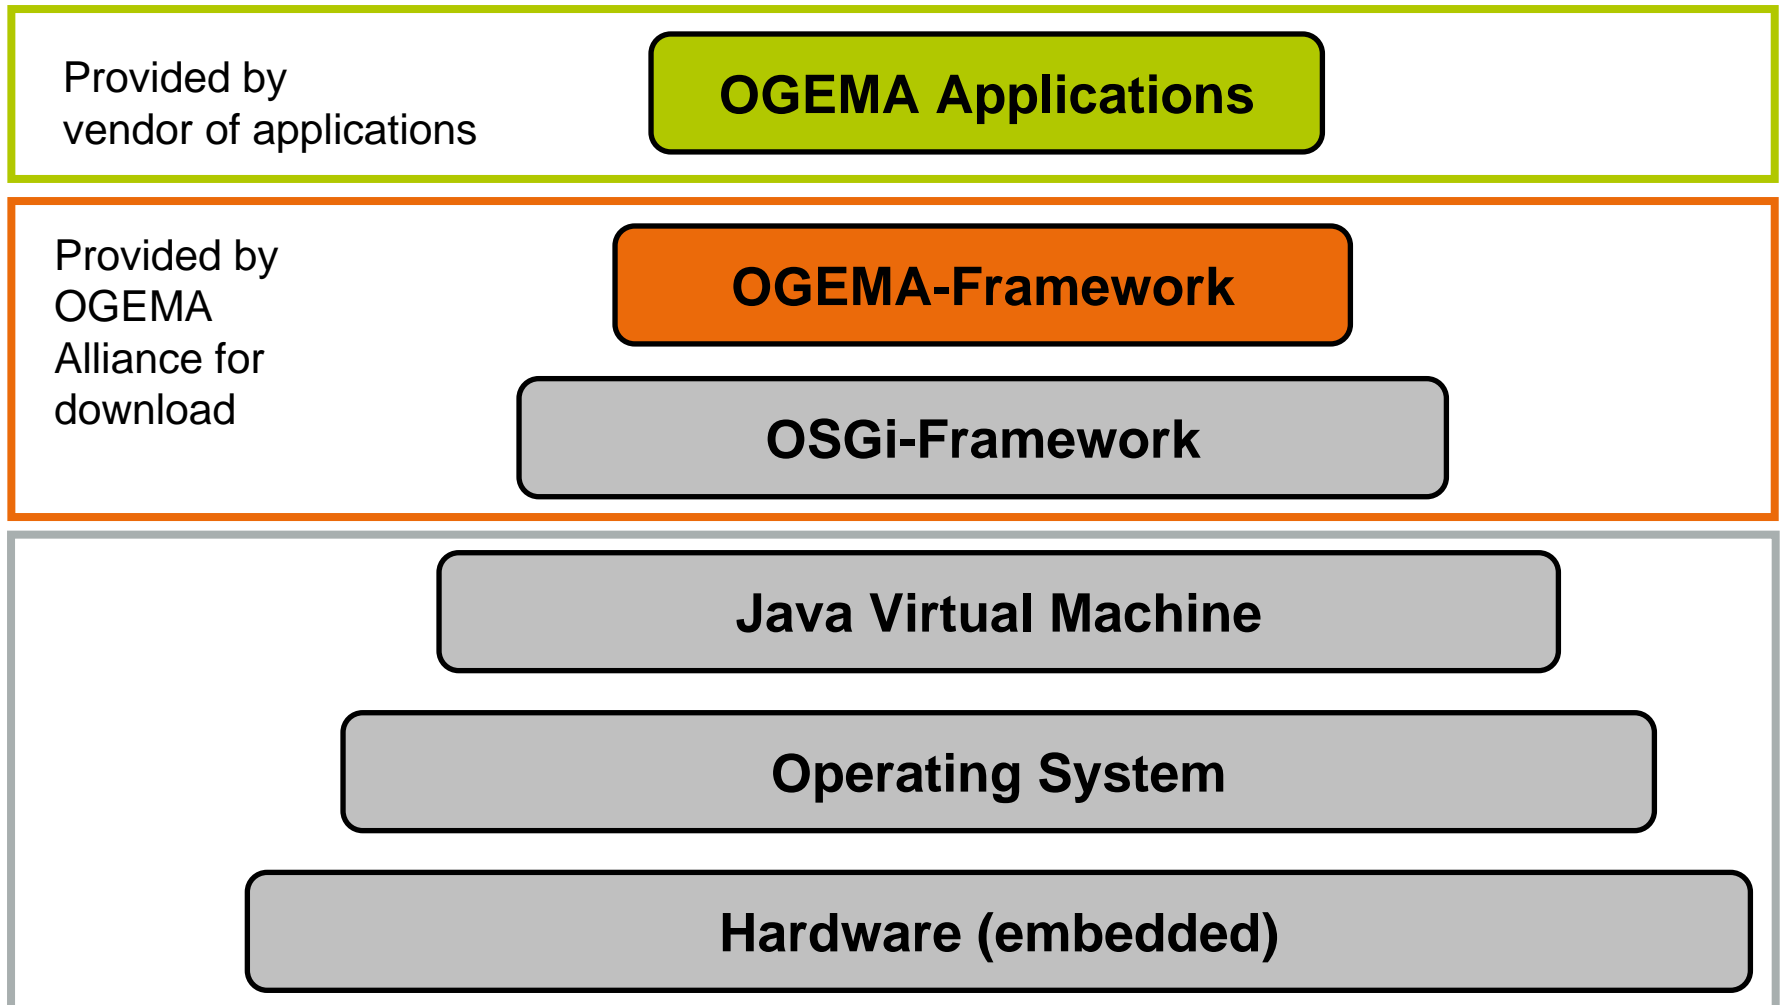 Provided by
vendor of applications
OGEMA Applications
Provided by
OGEMA
Alliance for
download
OGEMA-Framework
OSGi-Framework
Java Virtual Machine
Operating System
Hardware (embedded)